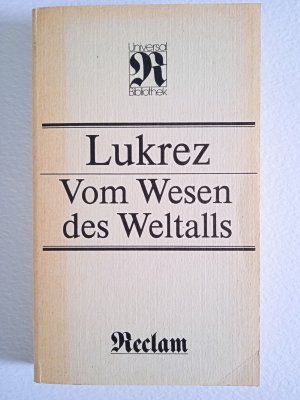 Universal
R
Bibliothek
Lukrez
Vom Wesen
des Weltalls
Reclam